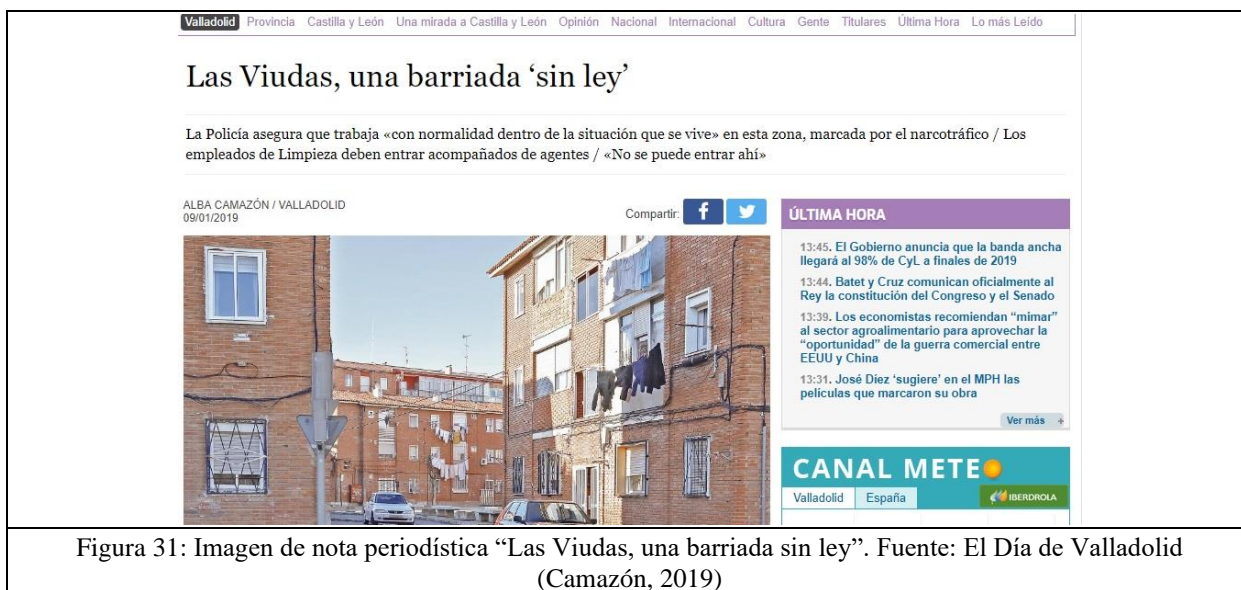 Valladolid Provincia Castilla y León Una mirada a Castilla y León Opinión Nacional Internacional Cultura Gente Titulares Última Hora Lo más Leído
Las Viudas, una barriada ‘sin ley’
La Policía asegura que trabaja «con normalidad dentro de la situación que se vive» en esta zona, marcada por el narcotráfico / Los
empleados de Limpieza deben entrar acompañados de agentes / «No se puede entrar ahí»
ALBA CAMAZÓN / VALLADOLID
09/01/2019
Compartir:
ÚLTIMA HORA
13:45. El Gobierno anuncia que la banda ancha
llegará al 98% de CyL a finales de 2019
13:44. Batet y Cruz comunican oficialmente al
Rey la constitución del Congreso y el Senado
13:39. Los economistas recomiendan “mimar”
al sector agroalimentario para aprovechar la
“oportunidad” de la guerra comercial entre
EEUU y China
13:31. José Díez ‘sugiere’ en el MPH las
películas que marcaron su obra
Ver más +
CANAL METEO
Valladolid España IBERDROLA
Figura 31: Imagen de nota periodística “Las Viudas, una barriada sin ley”. Fuente: El Día de Valladolid
(Camazón, 2019)